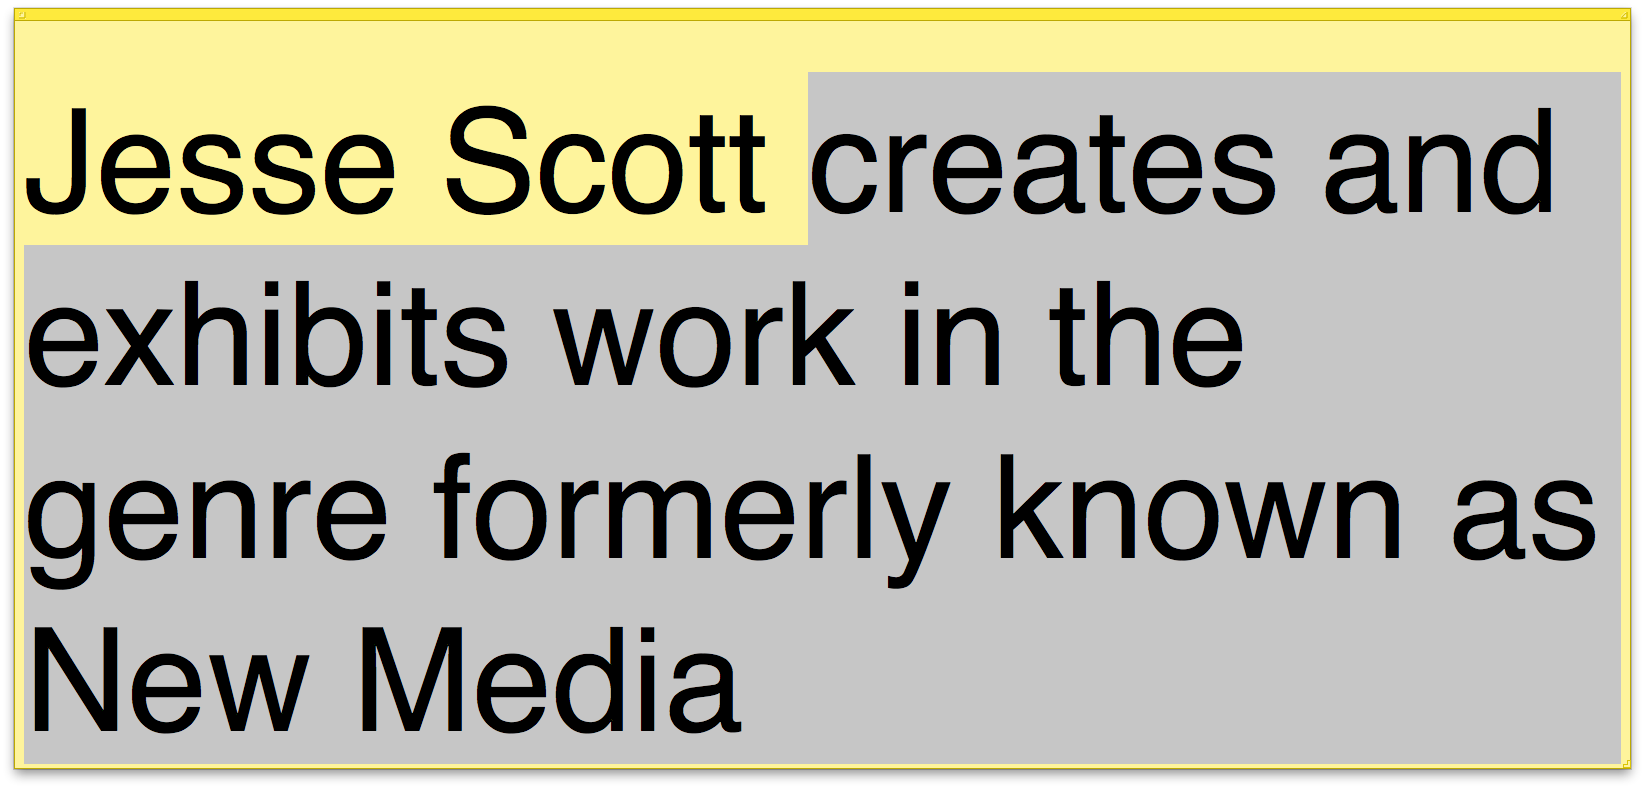 Jesse Scott creates and
exhibits work in the
genre formerly known as
New Media